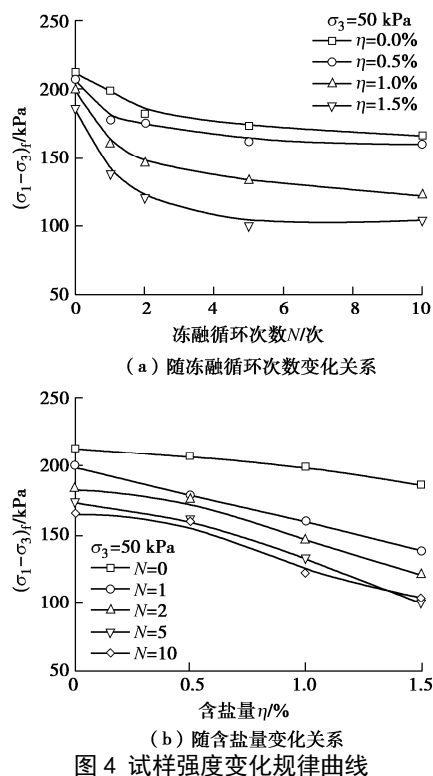 250
200
150
100
50
(σ₁−σ₃)f/kPa
σ₃=50 kPa
η=0.0%
η=0.5%
η=1.0%
η=1.5%
0 2 4 6 8 10
冻融循环次数N/次
(a)随冻融循环次数变化关系
250
200
150
100
50
(σ₁−σ₃)f/kPa
σ₃=50 kPa
N=0
N=1
N=2
N=5
N=10
0 0.5 1.0 1.5
含盐量η/%
(b)随含盐量变化关系
图 4 试样强度变化规律曲线